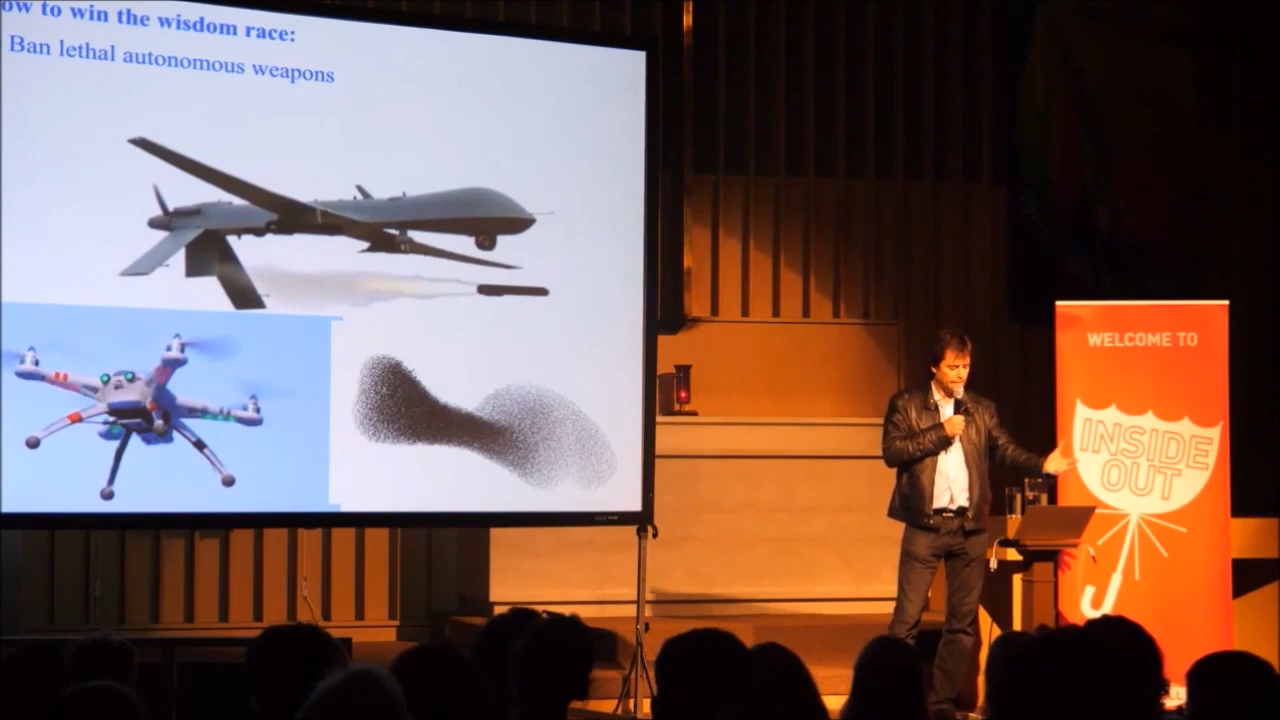 ow to win the wisdom race:
Ban lethal autonomous weapons
WELCOME TO
INSIDE
OUT